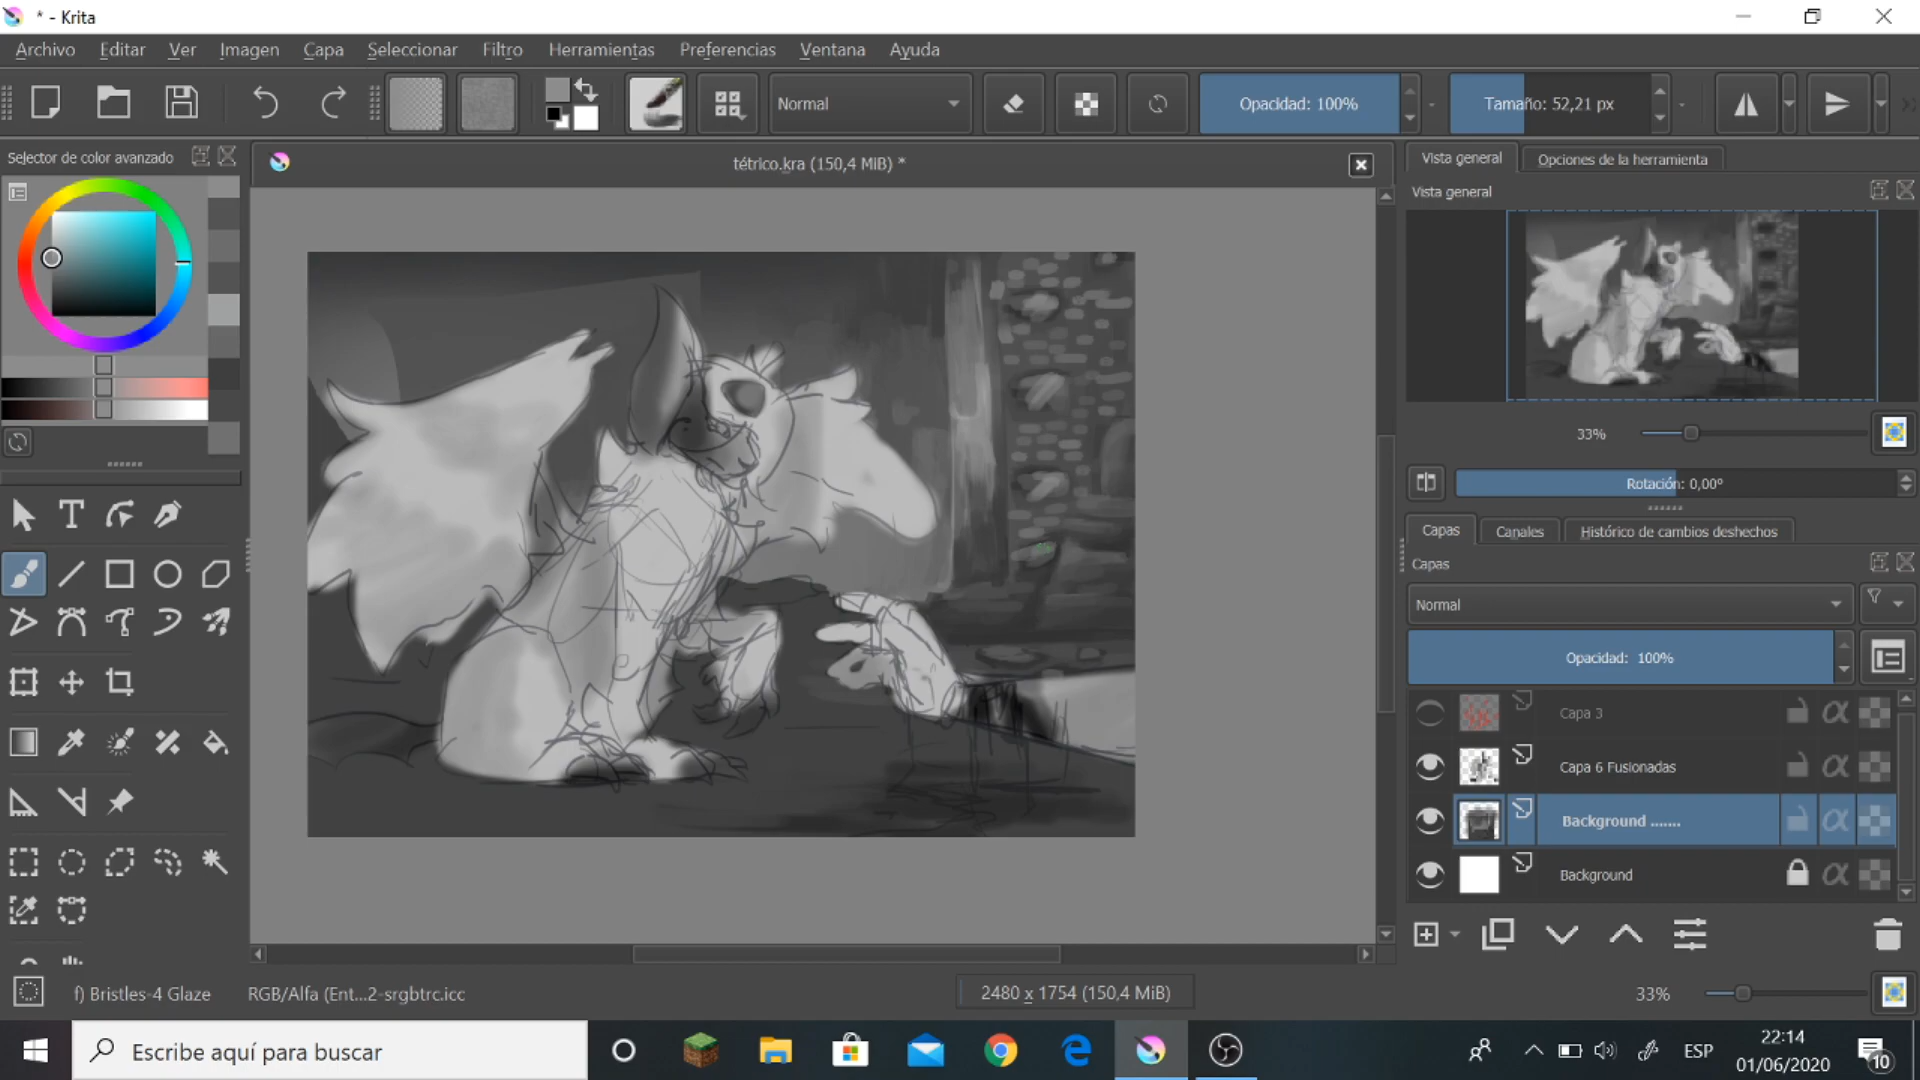 * - Krita
Archivo Editar Ver Imagen Capa Seleccionar Filtro Herramientas Preferencias Ventana Ayuda
Normal
Opacidad: 100%
Tamaño: 52,21 px
Selector de color avanzado
tétrico.kra (150,4 MiB) *
Vista general
Opciones de la herramienta
Vista general
33%
Rotación: 0,00º
Capas
Canales
Histórico de cambios deshechos
Capas
Normal
Opacidad: 100%
Capa 3
Capa 6 Fusionadas
Background .......
Background
f) Bristles-4 Glaze
RGB/Alfa (Ent...2-srgbtrc.icc
2480 x 1754 (150,4 MiB)
33%
Escribe aquí para buscar
ESP
22:14
01/06/2020
10